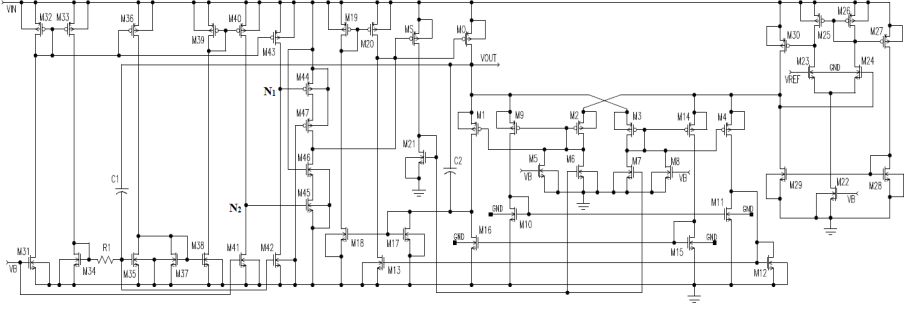 VIN
M32
M33
M36
M40
M39
M43
M19
M20
M5
M0
VOUT
M26
M25
M30
M27
M23
GND
M24
VREF
N1
M44
M47
M46
M45
N2
C1
M21
C2
M1
M9
M2
M3
M14
M4
M5
M6
M7
M8
VB
VB
M29
M22
VB
M28
GND
M10
M11
M31
VB
M34
R1
M35
M37
M38
M41
M42
M18
M17
M13
GND
M16
GND
M15
M12